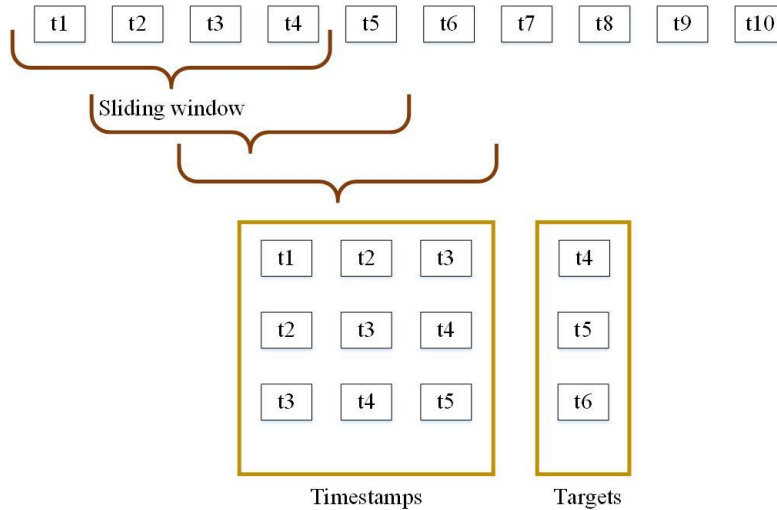 t1 t2 t3 t4 t5 t6 t7 t8 t9 t10
Sliding window
t1 t2 t3 t4
t2 t3 t4 t5
t3 t4 t5 t6
Timestamps Targets